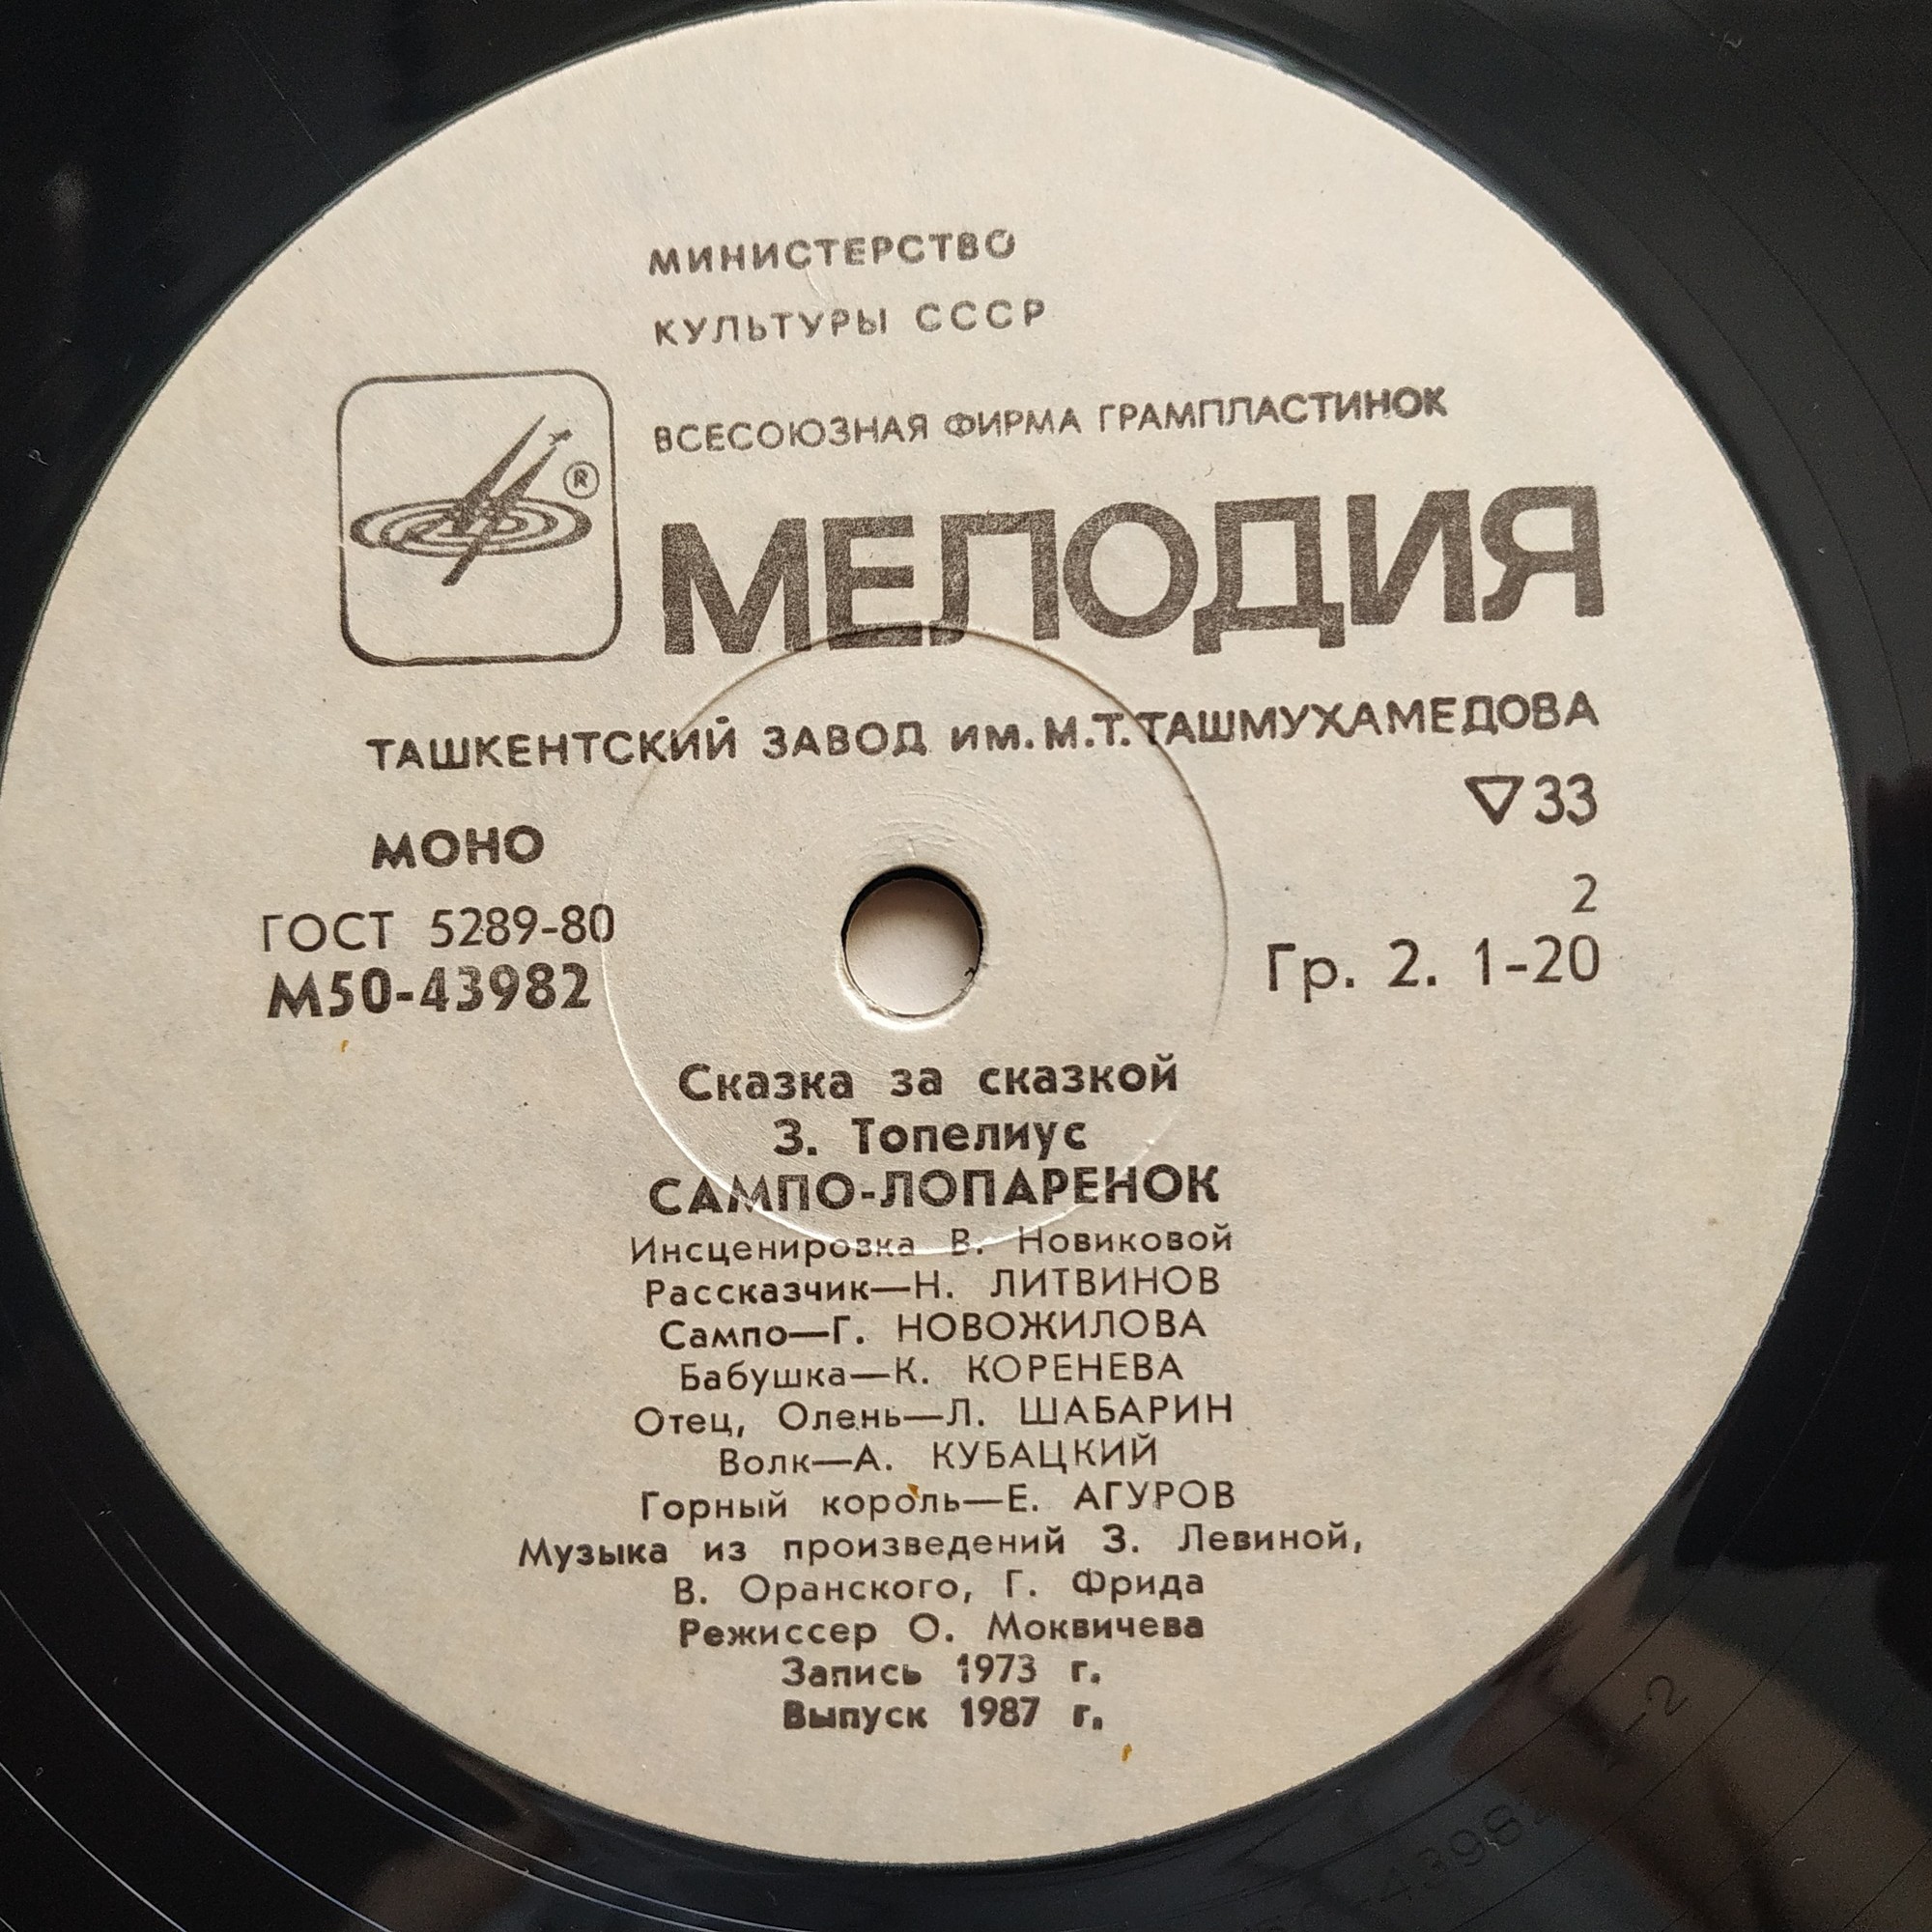 МИНИСТЕРСТВО
КУЛЬТУРЫ СССР
ВСЕСОЮЗНАЯ ФИРМА ГРАМПЛАСТИНОК
®
МЕЛОДИЯ
ТАШКЕНТСКИЙ ЗАВОД ИМ. М.Т. ТАШМУХАМЕДОВА
▽33
МОНО
2
ГОСТ 5289-80
Гр. 2. 1-20
М50-43982
Сказка за сказкой
З. Топелиус
САМПО-ЛОПАРЕНОК
Инсценировка В. Новиковой
Рассказчик—Н. ЛИТВИНОВ
Сампо—Г. НОВОЖИЛОВА
Бабушка—К. КОРЕНЕВА
Отец, Олень—Л. ШАБАРИН
Волк—А. КУБАЦКИЙ
Горный король—Е. АГУРОВ
Музыка из произведений З. Левиной,
В. Оранского, Г. Фрида
Режиссер О. Моквичева
Запись 1973 г.
Выпуск 1987 г.